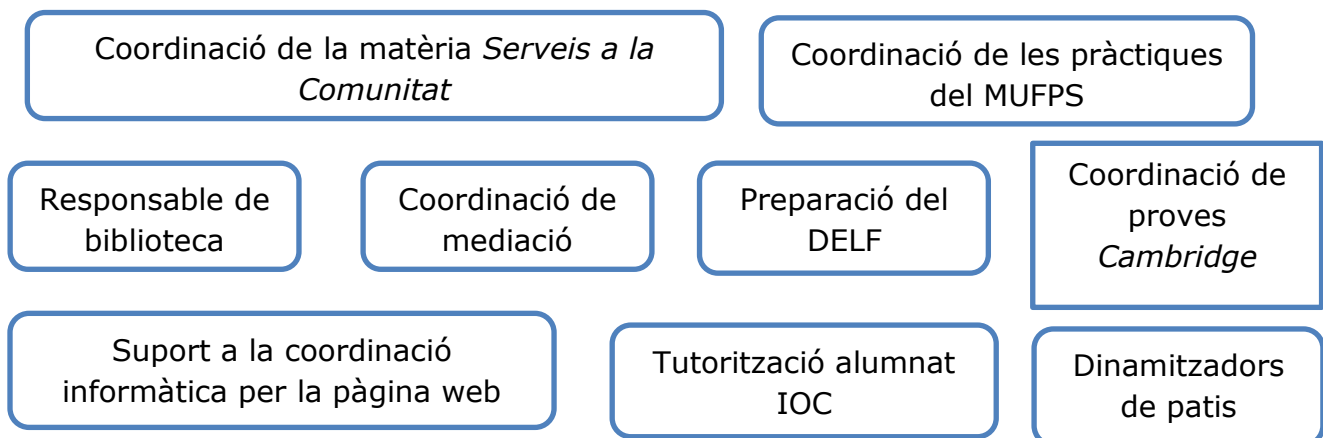 Coordinació de la matèria Serveis a la
Comunitat
Coordinació de les pràctiques
del MUFPS
Responsable de
biblioteca
Coordinació de
mediació
Preparació del
DELF
Coordinació de
proves
Cambridge
Suport a la coordinació
informàtica per la pàgina web
Tutorització alumnat
IOC
Dinamitzadors
de patis